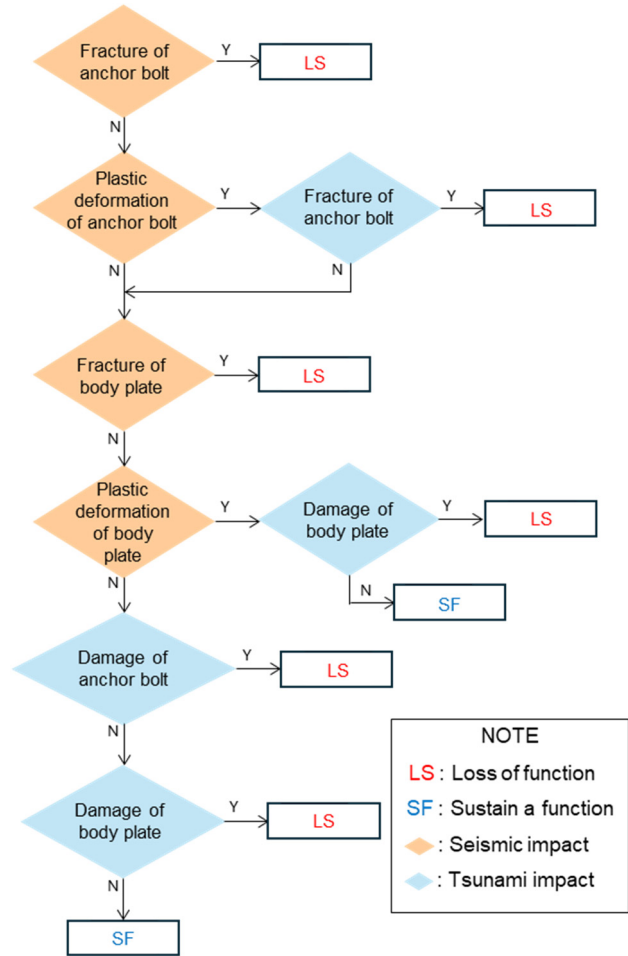 Fracture of
anchor bolt
Y
LS
N
Plastic
deformation
of anchor bolt
Y
Fracture of
anchor bolt
Y
LS
N
N
Fracture of
body plate
Y
LS
N
Plastic
deformation
of body
plate
Y
Damage of
body plate
Y
LS
N
SF
N
Damage of
anchor bolt
Y
LS
N
Damage of
body plate
Y
LS
N
SF
NOTE
LS : Loss of function
SF : Sustain a function
: Seismic impact
: Tsunami impact